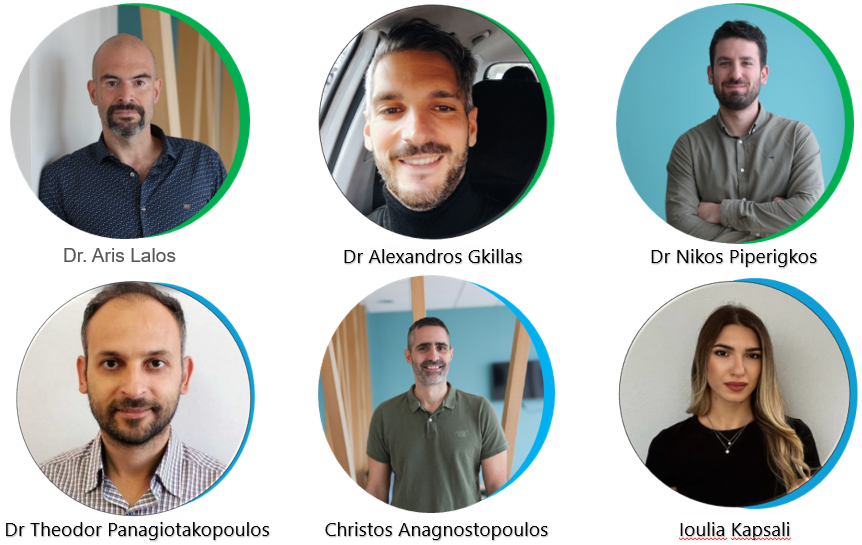 Dr. Aris Lalos
Dr Alexandros Gkillas
Dr Nikos Piperigkos
Dr Theodor Panagiotakopoulos
Christos Anagnostopoulos
Ioulia Kapsali